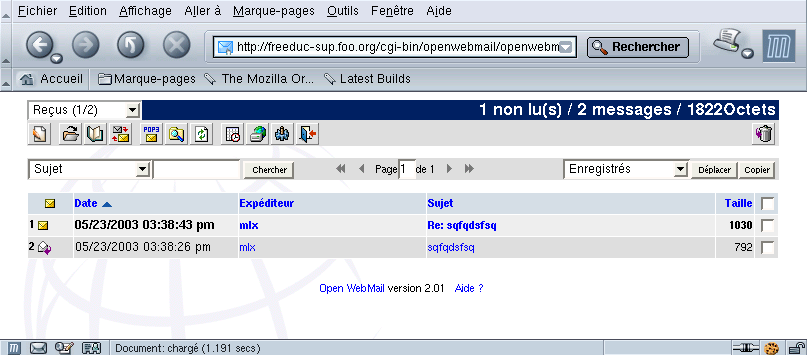 Fichier Edition Affichage Aller à Marque-pages Outils Fenêtre Aide
http://freeduc-sup.foo.org/cgi-bin/openwebmail/openwebm Rechercher
Accueil Marque-pages The Mozilla Or... Latest Builds
Reçus (1/2) 1 non lu(s) / 2 messages / 1822Octets
POP3
Sujet Chercher Page 1 de 1 Enregistrés Déplacer Copier
Date Expéditeur Sujet Taille
1 05/23/2003 03:38:43 pm mlx Re: sqfqdsfsq 1030
2 05/23/2003 03:38:26 pm mlx sqfqdsfsq 792
Open WebMail version 2.01 Aide ?
Document: chargé (1.191 secs)